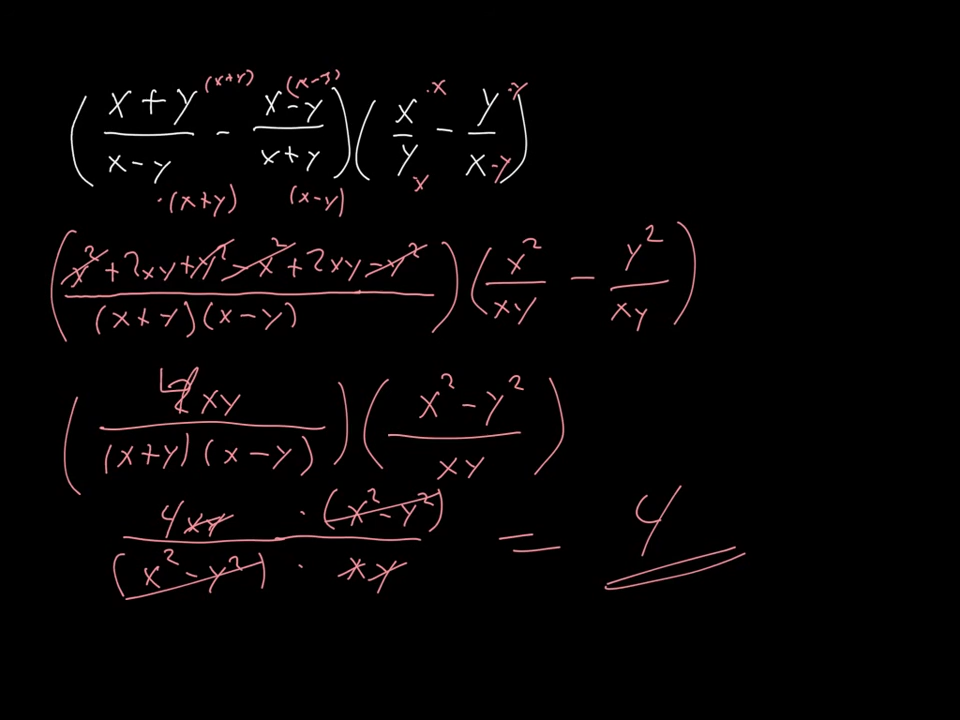 ( (x+y)/(x-y) ·(x+y)/·(x+y) - (x-y)/(x+y) (x-y)/(x-y) ) ( x/y ·x/·x - y/x ·y/·y )
( (x²+2xy+y²-x²+2xy-y²)/((x+y)(x-y)) ) ( x²/xy - y²/xy )
( 4xy/((x+y)(x-y)) ) ( (x²-y²)/xy )
(4xy · (x²-y²))/((x²-y²) · xy) = 4